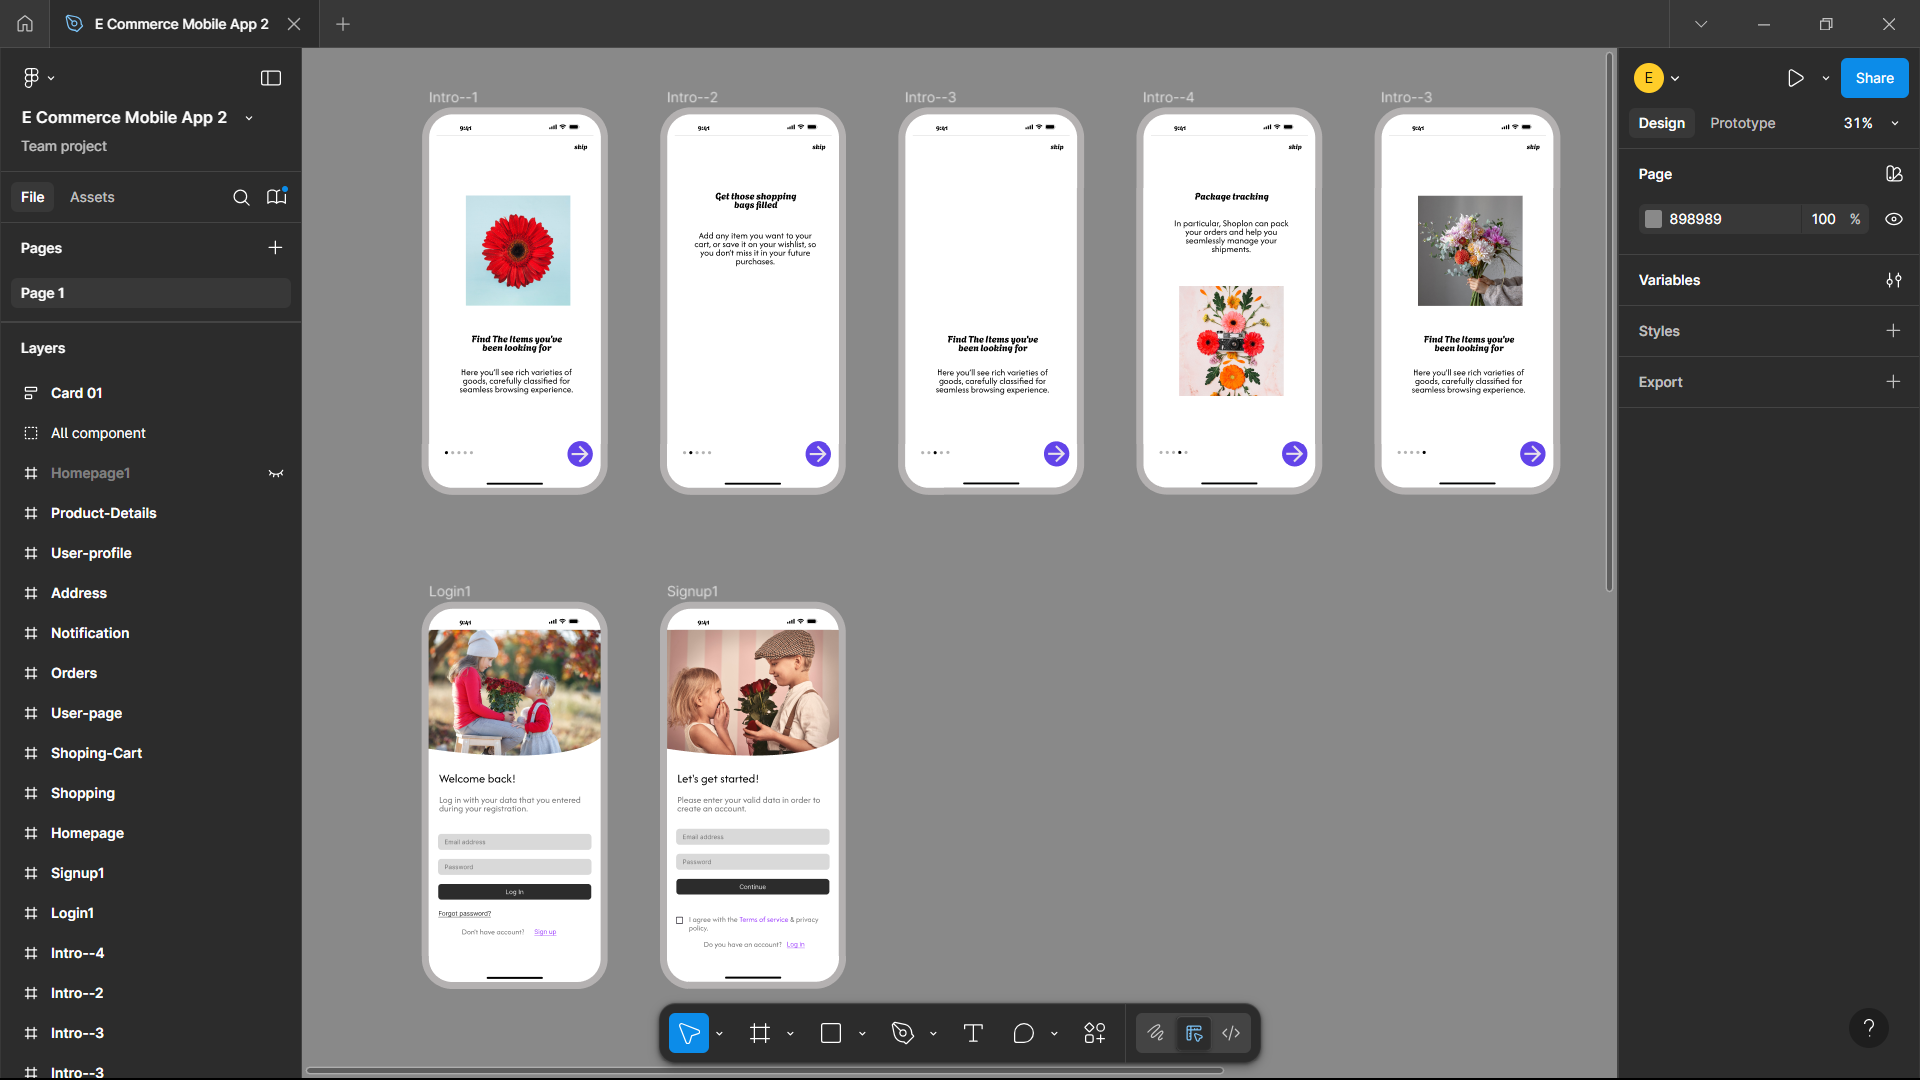 E Commerce Mobile App 2
E Commerce Mobile App 2
Team project
File
Assets
Pages
Page 1
Layers
Card 01
All component
Homepage1
Product-Details
User-profile
Address
Notification
Orders
User-page
Shoping-Cart
Shopping
Homepage
Signup1
Login1
Intro--4
Intro--2
Intro--3
Intro--3
Intro--1
9:41
skip
Find The Items you've
been looking for
Here you'll see rich varieties of
goods, carefully classified for
seamless browsing experience.
Intro--2
9:41
skip
Get those shopping
bags filled
Add any item you want to your
cart, or save it on your wishlist, so
you don't miss it in your future
purchases.
Intro--3
9:41
skip
Find The Items you've
been looking for
Here you'll see rich varieties of
goods, carefully classified for
seamless browsing experience.
Intro--4
9:41
skip
Package tracking
In particular, Shoplon can pack
your orders and help you
seamlessly manage your
shipments.
Intro--3
9:41
skip
Find The Items you've
been looking for
Here you'll see rich varieties of
goods, carefully classified for
seamless browsing experience.
Login1
9:41
Welcome back!
Log in with your data that you entered
during your registration.
Email address
Password
Log In
Forgot password?
Don't have account? Sign up
Signup1
9:41
Let's get started!
Please enter your valid data in order to
create an account.
Email address
Password
Continue
I agree with the Terms of service & privacy
policy.
Do you have an account? Log in
E
Share
Design
Prototype
31%
Page
898989
100 %
Variables
Styles
Export
?